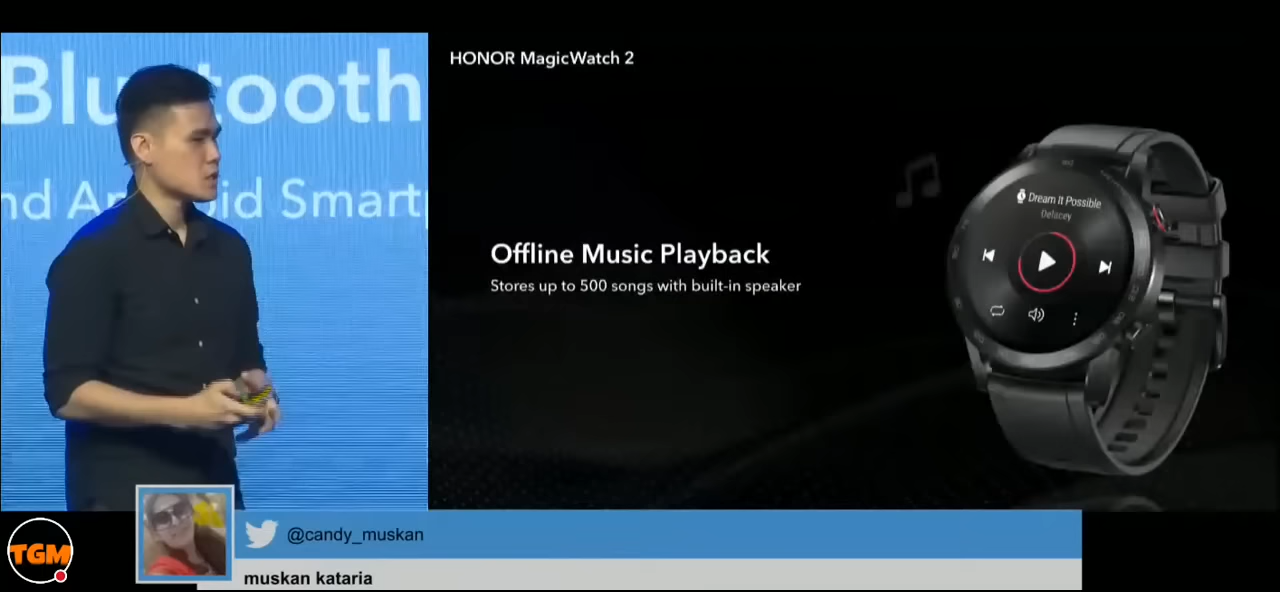 Bluetooth
nd Android Smartp
HONOR MagicWatch 2
Offline Music Playback
Stores up to 500 songs with built-in speaker
Dream It Possible
Delacey
TGM
@candy_muskan
muskan kataria